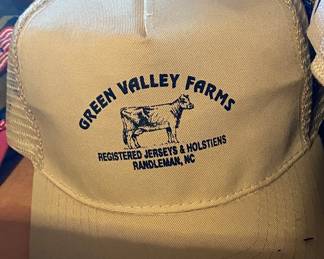 GREEN VALLEY FARMS
REGISTERED JERSEYS & HOLSTIENS
RANDLEMAN, NC